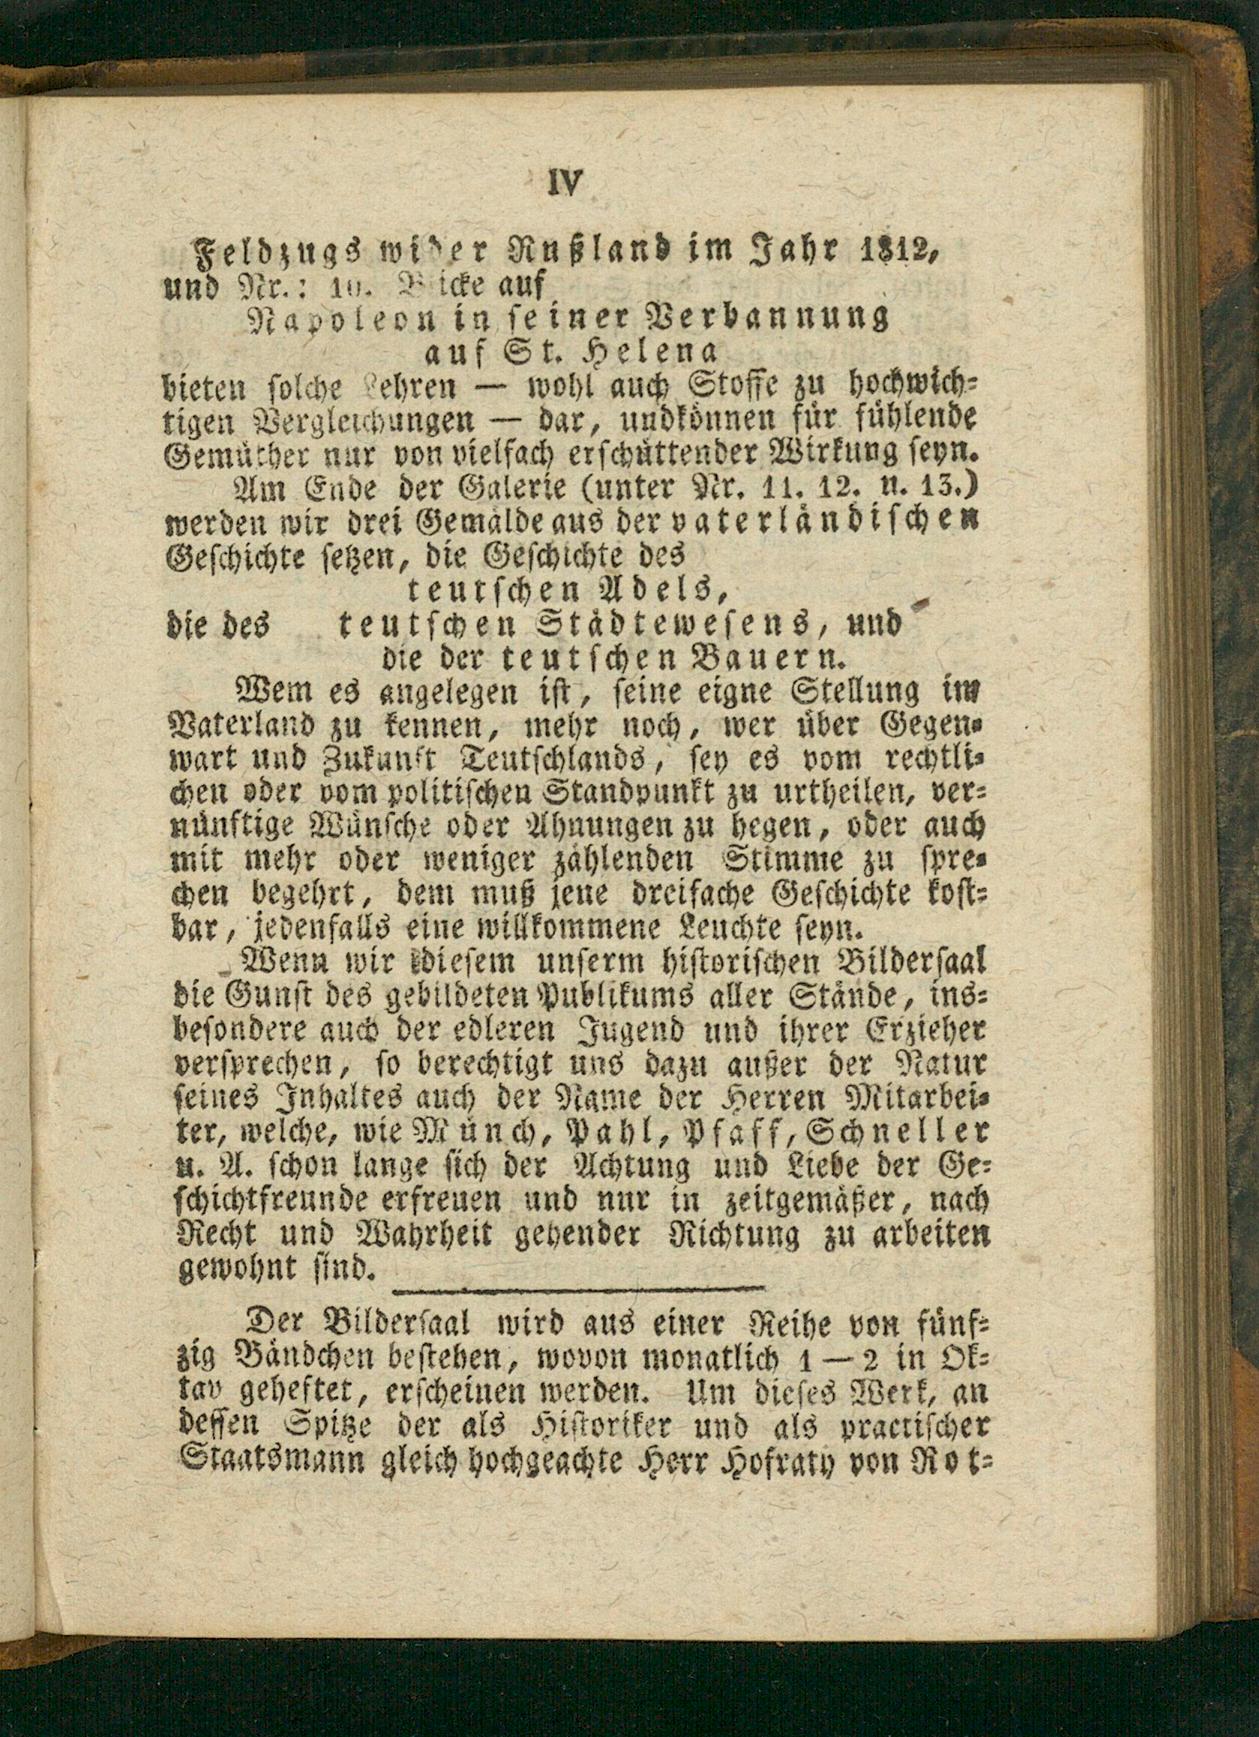 IV
Feldzugs wider Rußland im Jahr 1812,
und Nr.: 10. Blicke auf
Napoleon in seiner Verbannung
auf St. Helena
bieten solche Lehren — wohl auch Stoffe zu hochwich-
tigen Vergleichungen — dar, undkönnen für fühlende
Gemüther nur von vielfach erschüttender Wirkung seyn.
Am Ende der Galerie (unter Nr. 11. 12. u. 13.)
werden wir drei Gemälde aus der vaterländischen
Geschichte setzen, die Geschichte des
teutschen Adels,
die des teutschen Städtewesens, und
die der teutschen Bauern.
Wem es angelegen ist, seine eigne Stellung im
Vaterland zu kennen, mehr noch, wer über Gegen-
wart und Zukunft Teutschlands, sey es vom rechtli-
chen oder vom politischen Standpunkt zu urtheilen, ver-
nünftige Wünsche oder Ahnungen zu hegen, oder auch
mit mehr oder weniger zählenden Stimme zu spre-
chen begehrt, dem muß jene dreifache Geschichte kost-
bar, jedenfalls eine willkommene Leuchte seyn.
Wenn wir diesem unserm historischen Bildersaal
die Gunst des gebildeten Publikums aller Stände, ins-
besondere auch der edleren Jugend und ihrer Erzieher
versprechen, so berechtigt uns dazu außer der Natur
seines Inhaltes auch der Name der Herren Mitarbei-
ter, welche, wie Münch, Pahl, Pfaff, Schneller
u. A. schon lange sich der Achtung und Liebe der Ge-
schichtfreunde erfreuen und nur in zeitgemäßer, nach
Recht und Wahrheit gehender Richtung zu arbeiten
gewohnt sind.
Der Bildersaal wird aus einer Reihe von fünf-
zig Bändchen bestehen, wovon monatlich 1 — 2 in Ok-
tav geheftet, erscheinen werden. Um dieses Werk, an
dessen Spitze der als Historiker und als practischer
Staatsmann gleich hochgeachte Herr Hofrath von Rot-